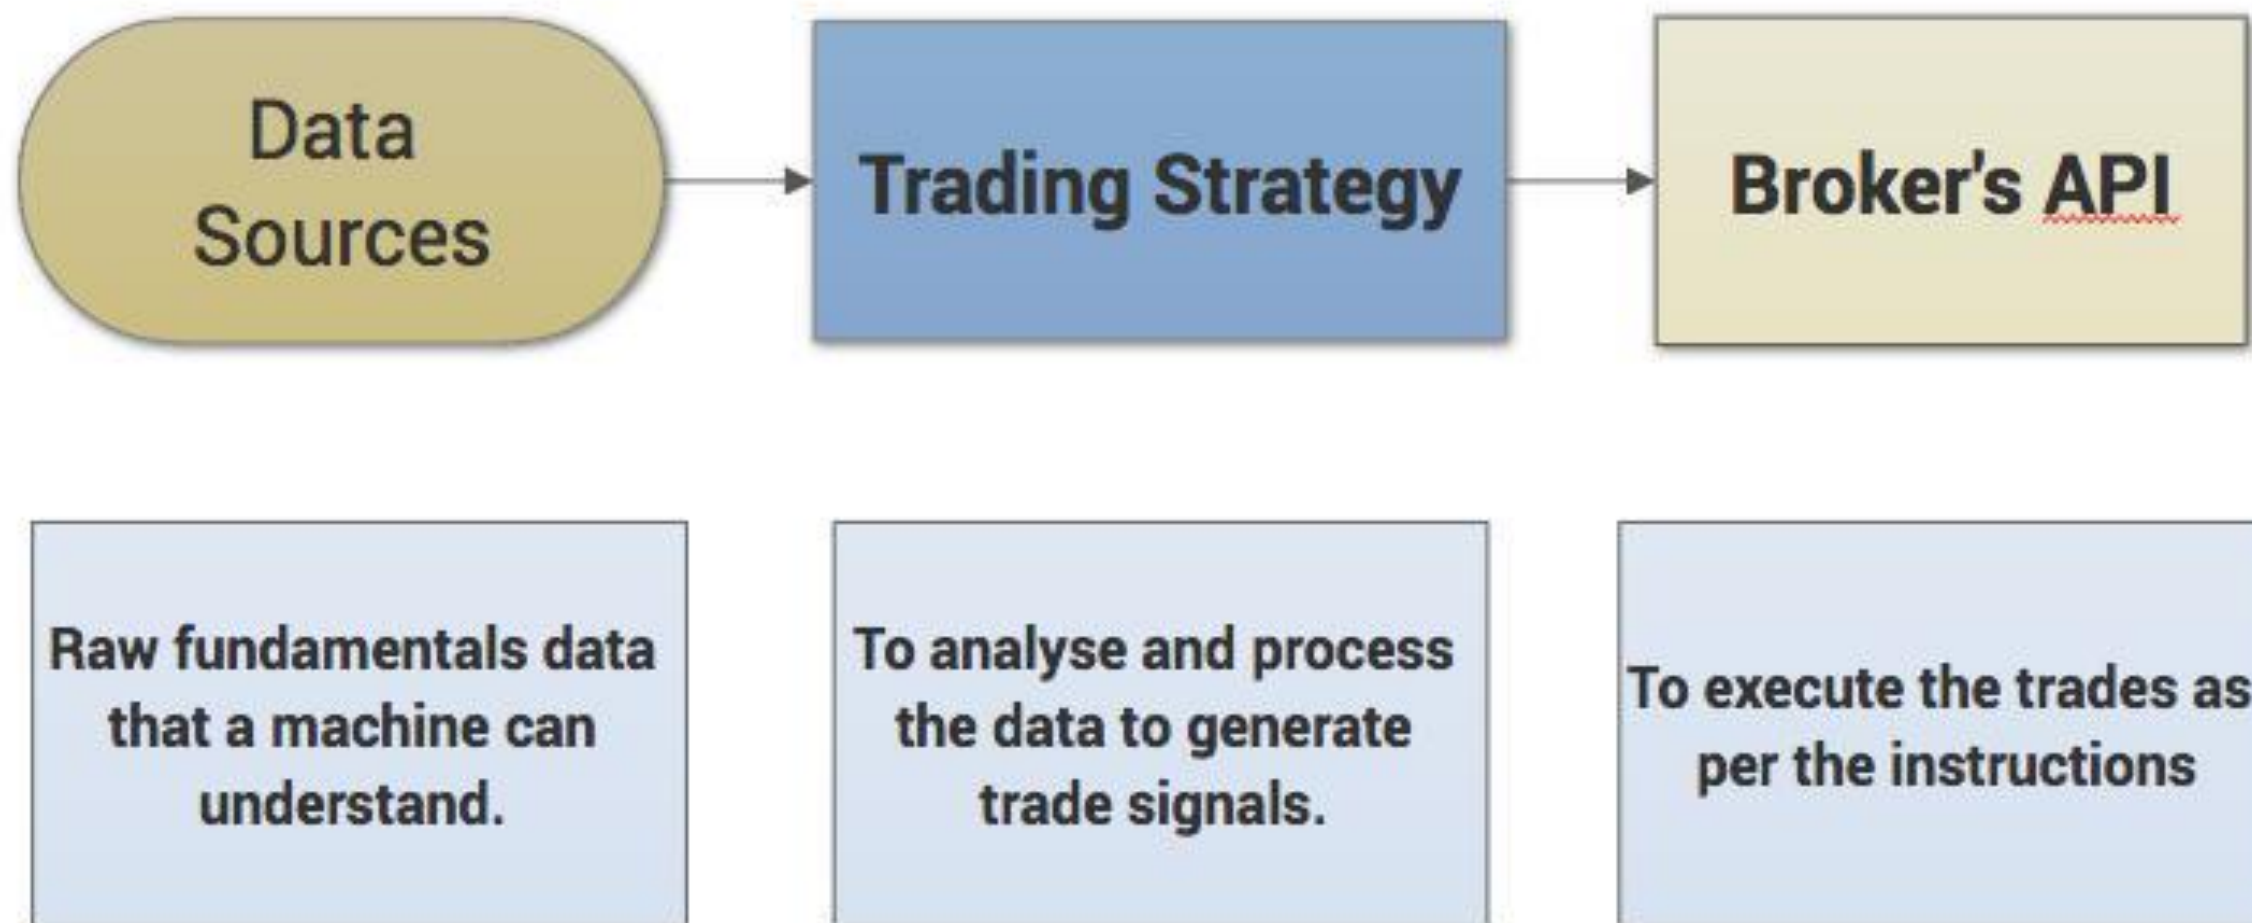 Data
Sources
Trading Strategy
Broker's API
Raw fundamentals data
that a machine can
understand.
To analyse and process
the data to generate
trade signals.
To execute the trades as
per the instructions